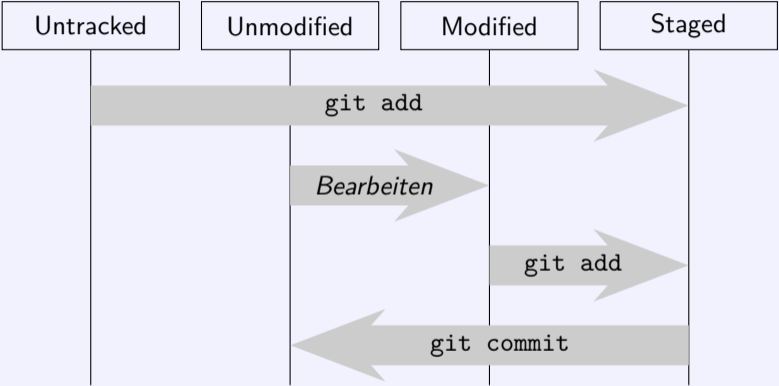 Untracked
Unmodified
Modified
Staged
git add
Bearbeiten
git add
git commit